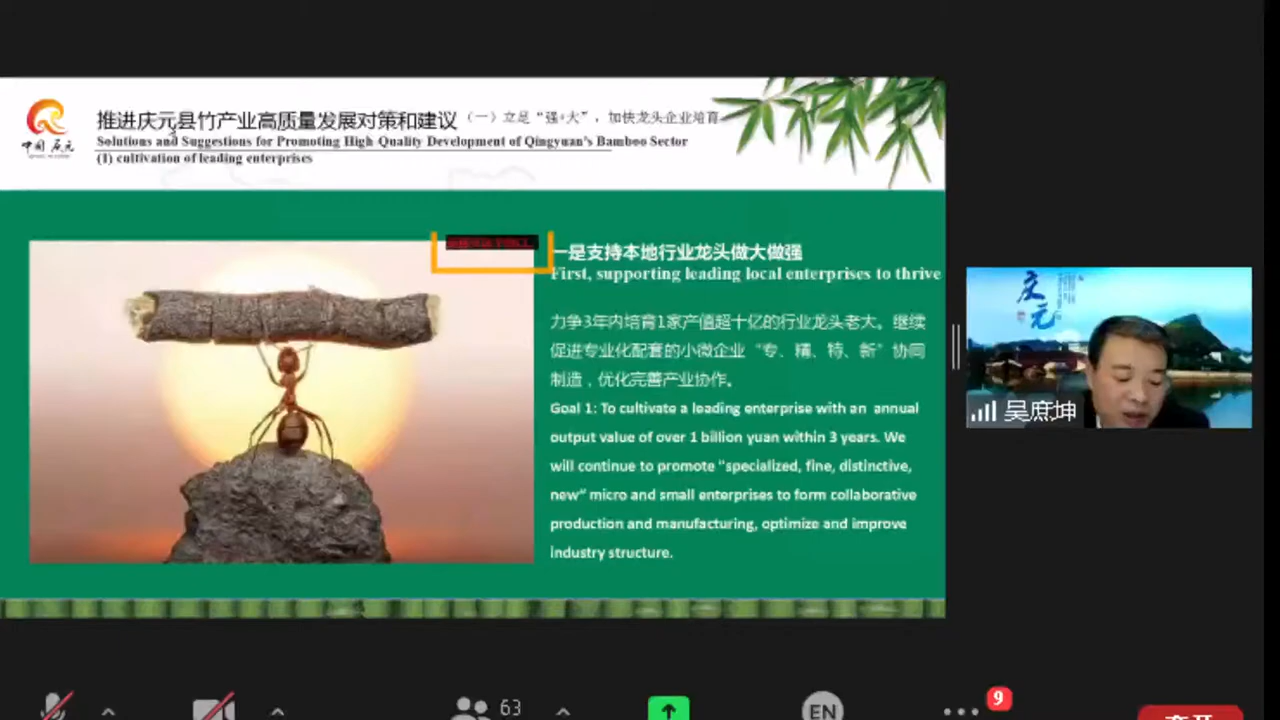 推进庆元县竹产业高质量发展对策和建议
（一）立足“强·大”，加快龙头企业培育
Solutions and Suggestions for Promoting High Quality Development of Qingyuan's Bamboo Sector
(1) cultivation of leading enterprises
中国 庆元
一是支持本地行业龙头做大做强
First, supporting leading local enterprises to thrive
力争3年内培育1家产值超十亿的行业龙头老大。继续
促进专业化配套的小微企业“专、精、特、新”协同
制造，优化完善产业协作。
Goal 1: To cultivate a leading enterprise with an annual
output value of over 1 billion yuan within 3 years. We
will continue to promote "specialized, fine, distinctive,
new" micro and small enterprises to form collaborative
production and manufacturing, optimize and improve
industry structure.
庆元
吴庶坤
63
EN
9
离开